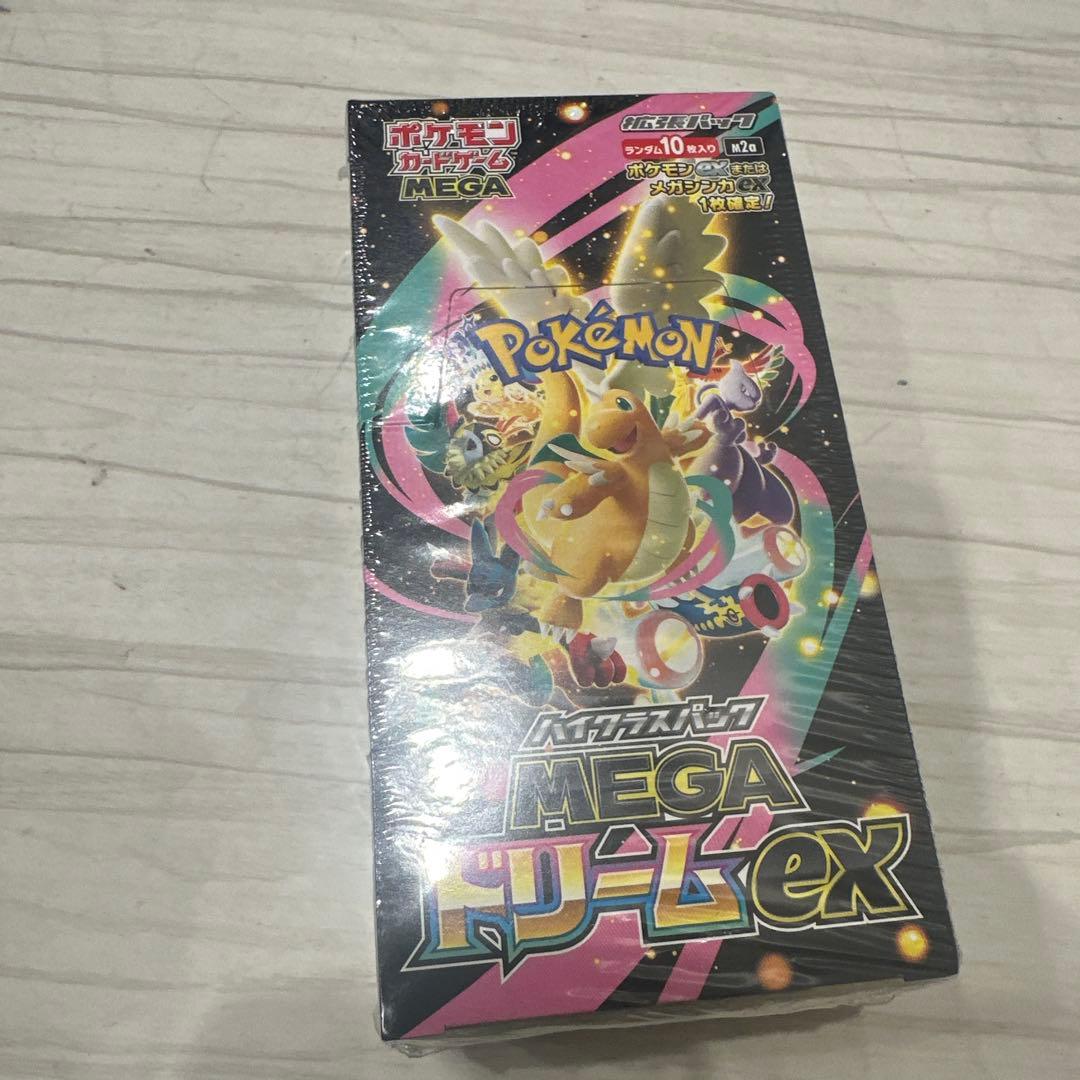 ポケモン
カードゲーム
MEGA
拡張パック
ランダム10枚入り M2a
ポケモンexまたは
メガシンカex
1枚確定!
POKéMON
ハイクラスパック
MEGA
ドリームex